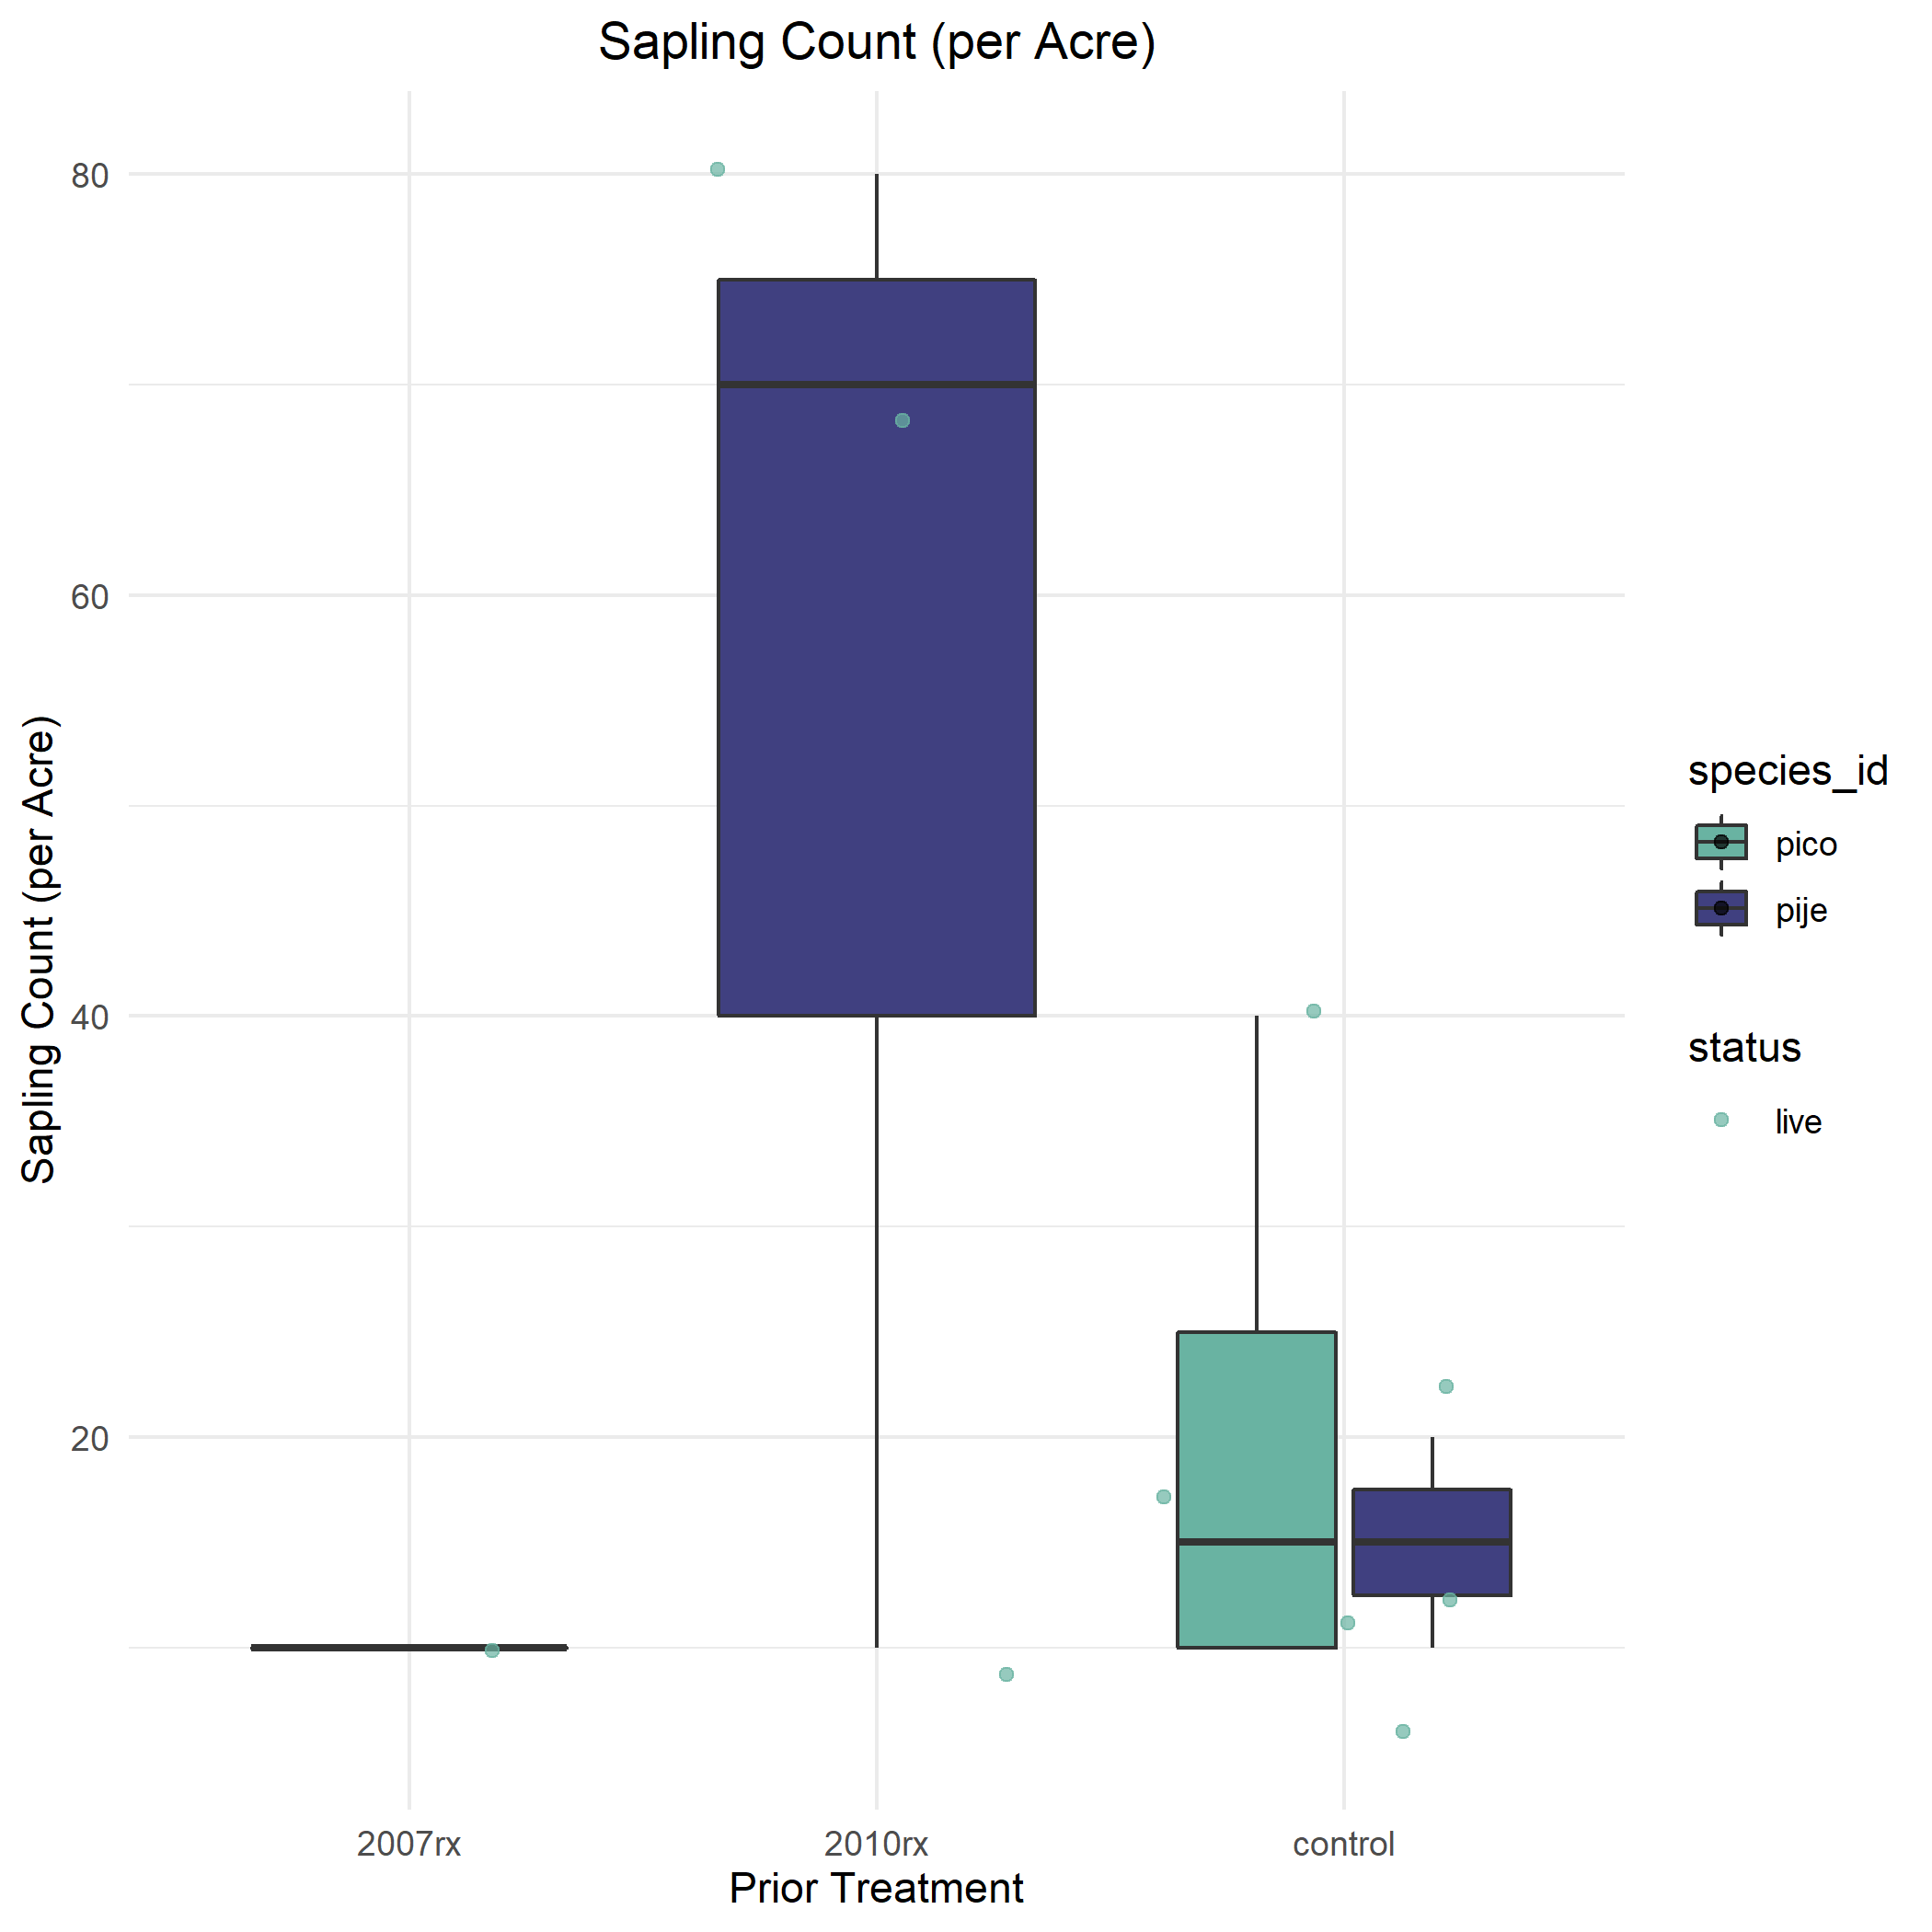 Sapling Count (per Acre)
Sapling Count (per Acre)
80
60
40
20
2007rx
2010rx
control
Prior Treatment
species_id
pico
pije
status
live